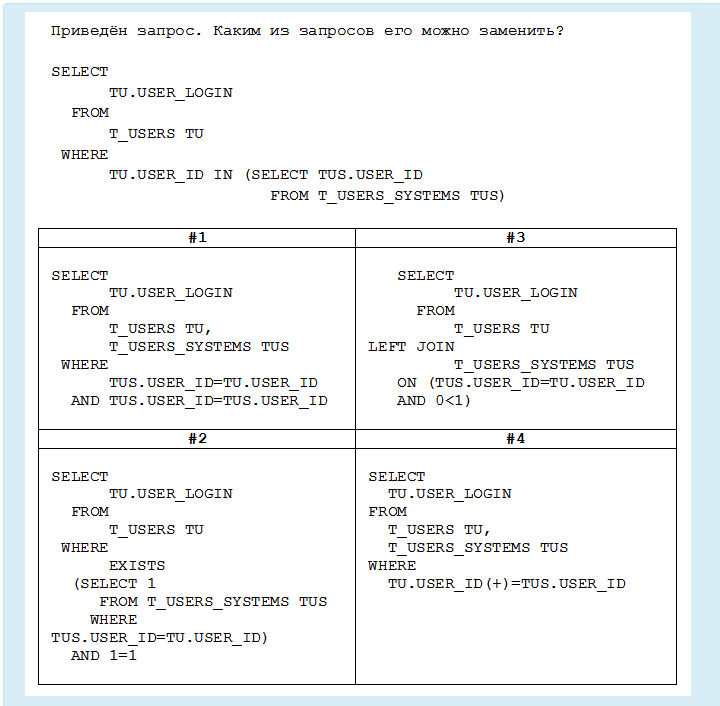 Приведён запрос. Каким из запросов его можно заменить?
SELECT
TU.USER_LOGIN
FROM
T_USERS TU
WHERE
TU.USER_ID IN (SELECT TUS.USER_ID
FROM T_USERS_SYSTEMS TUS)
#1
SELECT
TU.USER_LOGIN
FROM
T_USERS TU,
T_USERS_SYSTEMS TUS
WHERE
TUS.USER_ID=TU.USER_ID
AND TUS.USER_ID=TUS.USER_ID
#3
SELECT
TU.USER_LOGIN
FROM
T_USERS TU
LEFT JOIN
T_USERS_SYSTEMS TUS
ON (TUS.USER_ID=TU.USER_ID
AND 0<1)
#2
SELECT
TU.USER_LOGIN
FROM
T_USERS TU
WHERE
EXISTS
(SELECT 1
FROM T_USERS_SYSTEMS TUS
WHERE
TUS.USER_ID=TU.USER_ID)
AND 1=1
#4
SELECT
TU.USER_LOGIN
FROM
T_USERS TU,
T_USERS_SYSTEMS TUS
WHERE
TU.USER_ID(+)=TUS.USER_ID